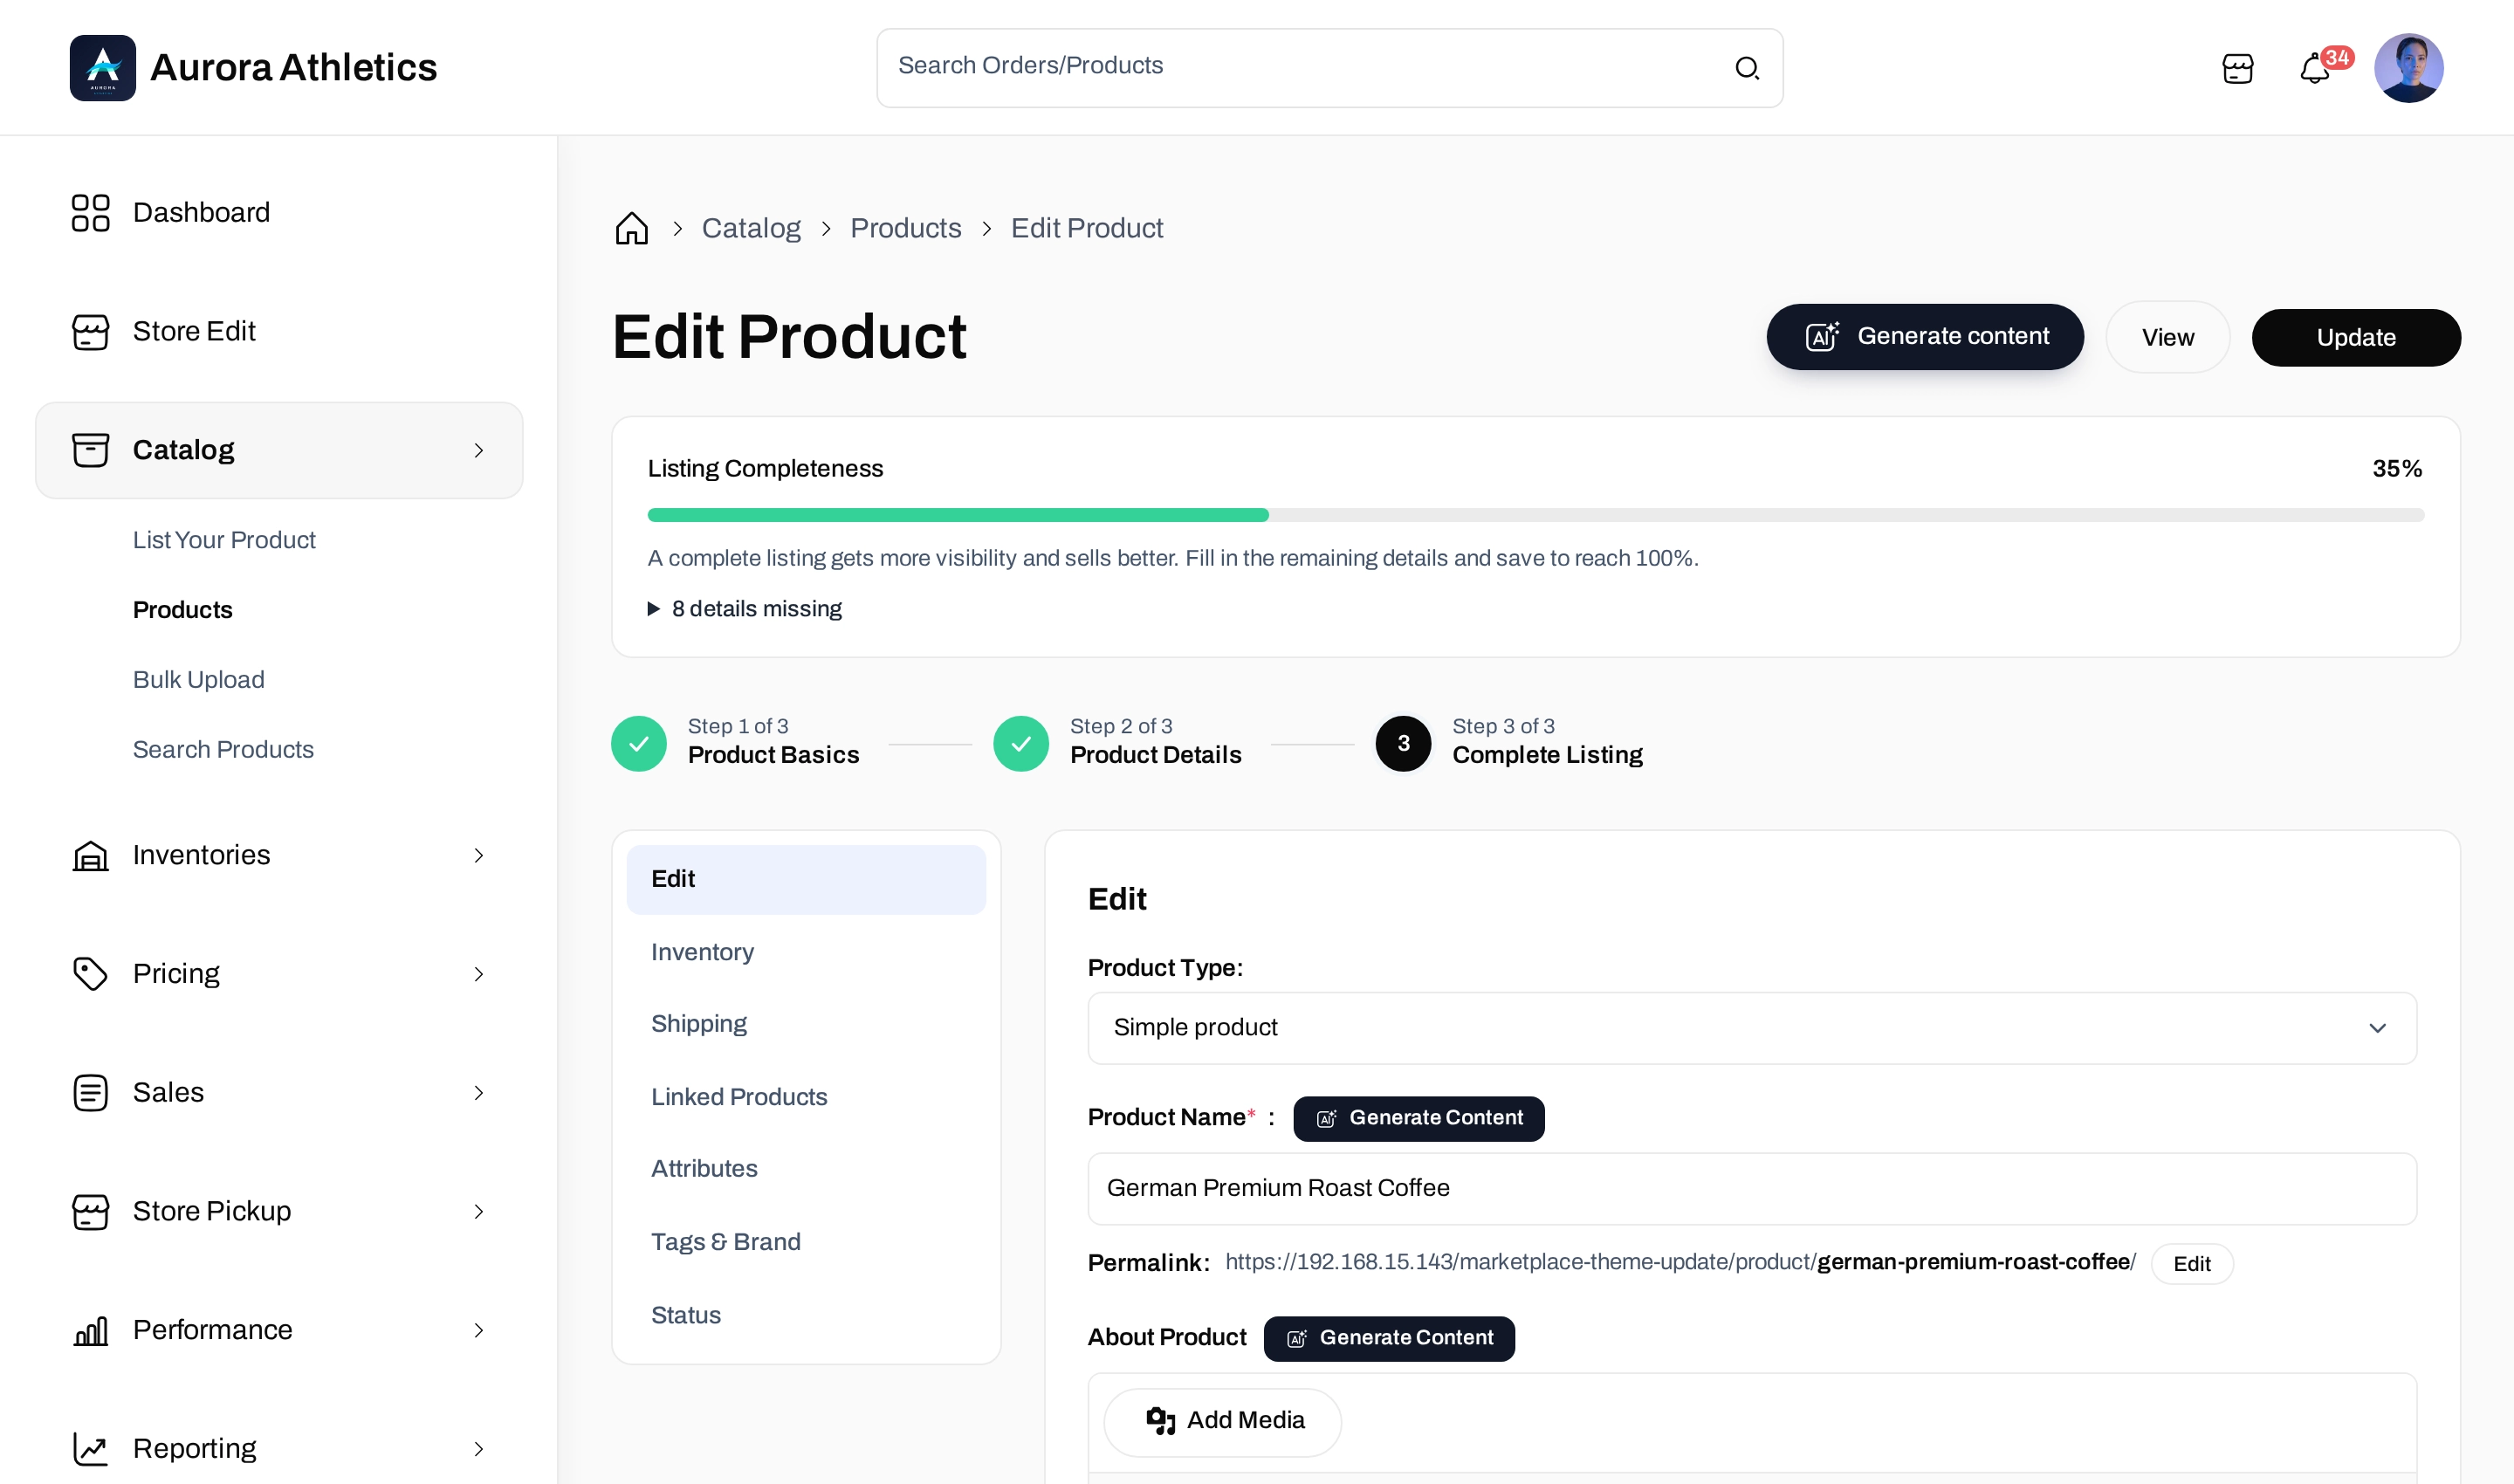 Aurora Athletics
Search Orders/Products
34
Dashboard
Store Edit
Catalog
List Your Product
Products
Bulk Upload
Search Products
Inventories
Pricing
Sales
Store Pickup
Performance
Reporting
Catalog > Products > Edit Product
Edit Product
AI Generate content
View
Update
Listing Completeness 35%
A complete listing gets more visibility and sells better. Fill in the remaining details and save to reach 100%.
8 details missing
Step 1 of 3
Product Basics
Step 2 of 3
Product Details
3
Step 3 of 3
Complete Listing
Edit
Inventory
Shipping
Linked Products
Attributes
Tags & Brand
Status
Edit
Product Type:
Simple product
Product Name* : AI Generate Content
German Premium Roast Coffee
Permalink: https://192.168.15.143/marketplace-theme-update/product/german-premium-roast-coffee/ Edit
About Product AI Generate Content
Add Media